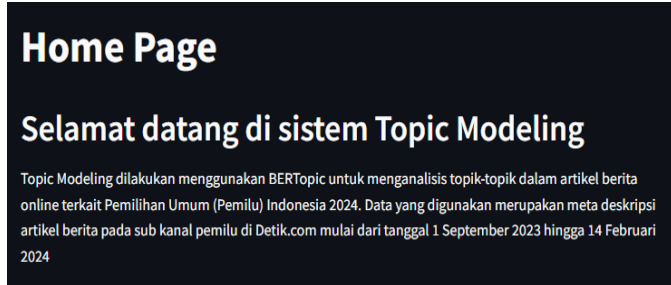 Home Page
Selamat datang di sistem Topic Modeling
Topic Modeling dilakukan menggunakan BERTopic untuk menganalisis topik-topik dalam artikel berita
online terkait Pemilihan Umum (Pemilu) Indonesia 2024. Data yang digunakan merupakan meta deskripsi
artikel berita pada sub kanal pemilu di Detik.com mulai dari tanggal 1 September 2023 hingga 14 Februari
2024